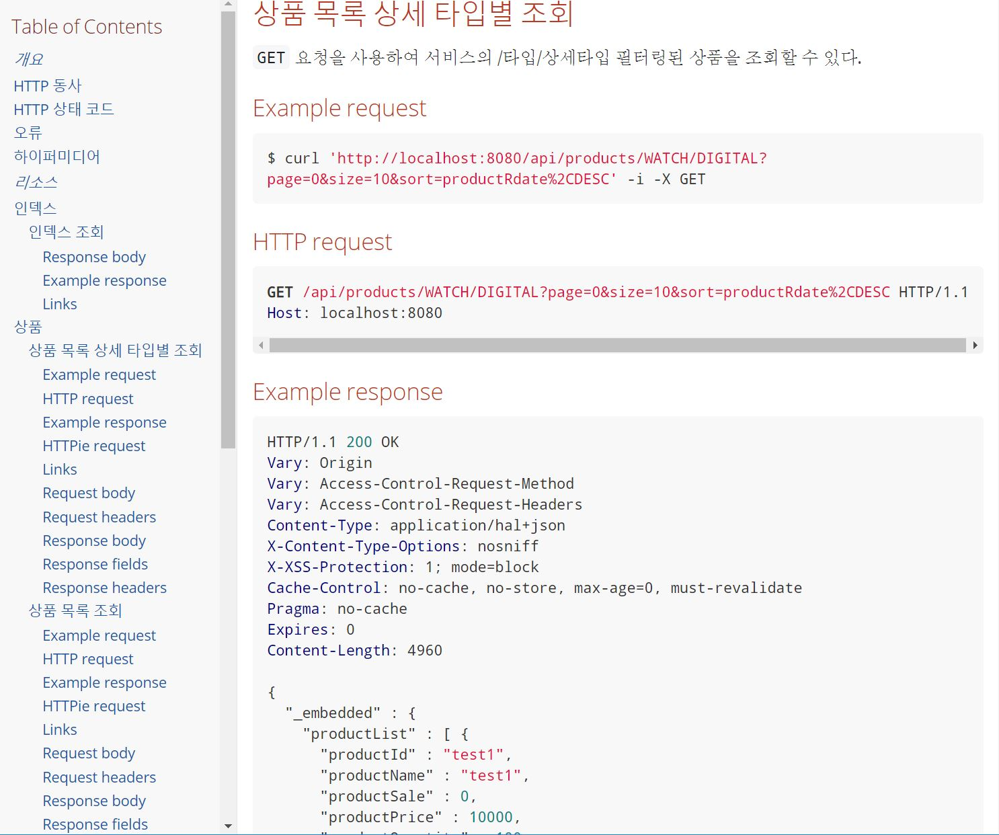 Table of Contents
개요
HTTP 동사
HTTP 상태 코드
오류
하이퍼미디어
리소스
인덱스
인덱스 조회
Response body
Example response
Links
상품
상품 목록 상세 타입별 조회
Example request
HTTP request
Example response
HTTPie request
Links
Request body
Request headers
Response body
Response fields
Response headers
상품 목록 조회
Example request
HTTP request
Example response
HTTPie request
Links
Request body
Request headers
Response body
Response fields
상품 목록 상세 타입별 조회
GET 요청을 사용하여 서비스의 /타입/상세타입 필터링된 상품을 조회할 수 있다.
Example request
$ curl 'http://localhost:8080/api/products/WATCH/DIGITAL?
page=0&size=10&sort=productRdate%2CDESC' -i -X GET
HTTP request
GET /api/products/WATCH/DIGITAL?page=0&size=10&sort=productRdate%2CDESC HTTP/1.1
Host: localhost:8080
Example response
HTTP/1.1 200 OK
Vary: Origin
Vary: Access-Control-Request-Method
Vary: Access-Control-Request-Headers
Content-Type: application/hal+json
X-Content-Type-Options: nosniff
X-XSS-Protection: 1; mode=block
Cache-Control: no-cache, no-store, max-age=0, must-revalidate
Pragma: no-cache
Expires: 0
Content-Length: 4960
{
"_embedded" : {
"productList" : [ {
"productId" : "test1",
"productName" : "test1",
"productSale" : 0,
"productPrice" : 10000,